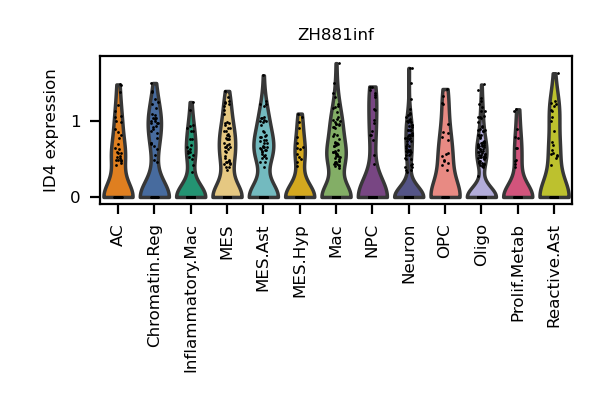 ZH881inf
ID4 expression
1
0
AC
Chromatin.Reg
Inflammatory.Mac
MES
MES.Ast
MES.Hyp
Mac
NPC
Neuron
OPC
Oligo
Prolif.Metab
Reactive.Ast